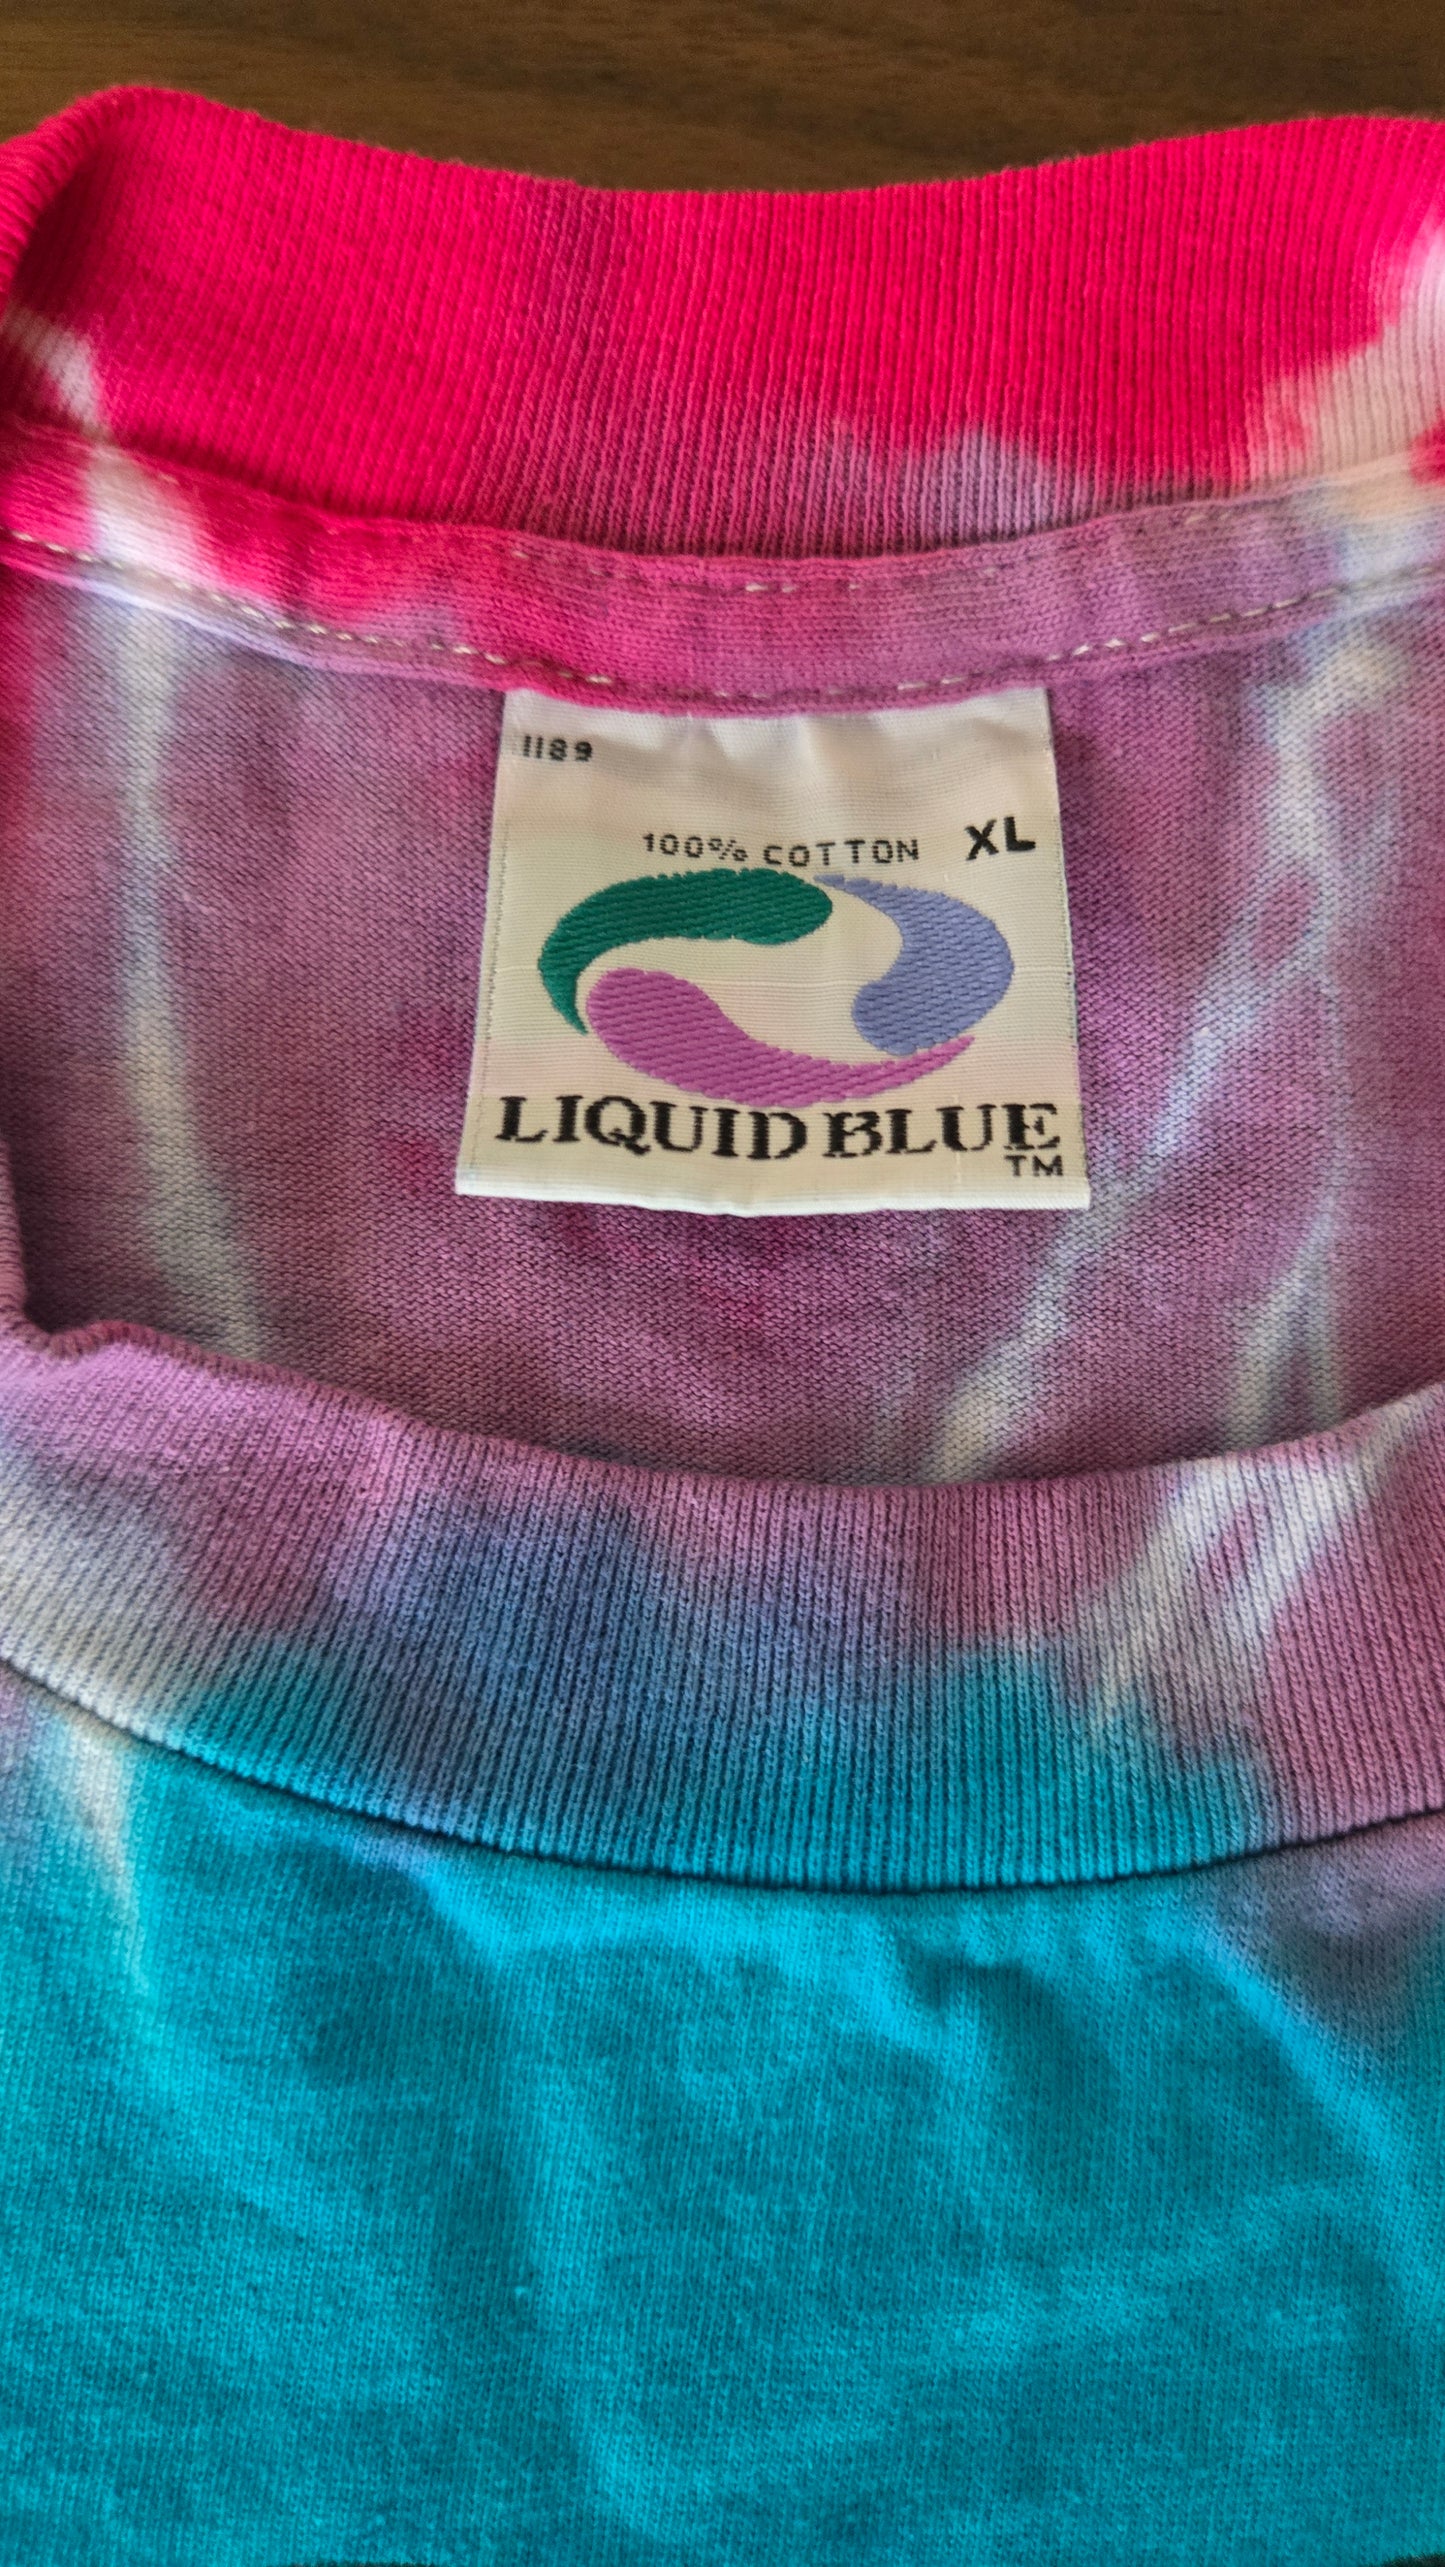 1189
100% COTTON XL
LIQUID BLUE
TM